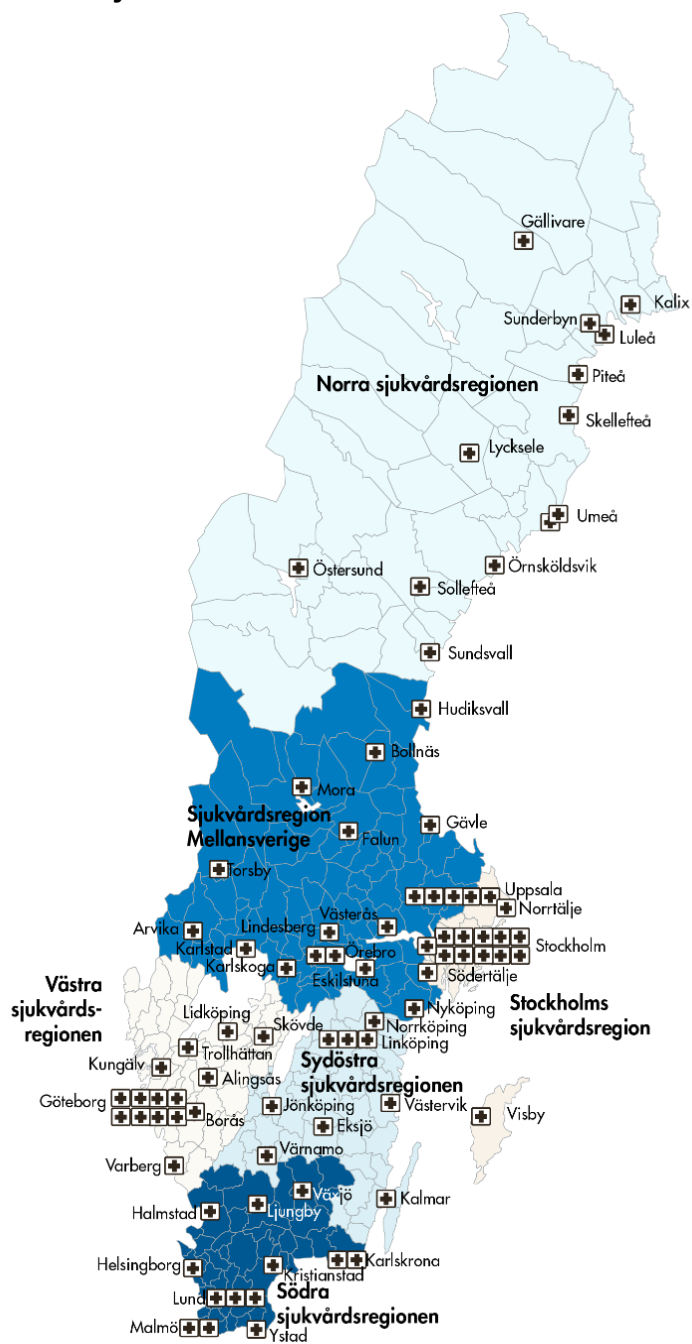 Gällivare
Kalix
Sunderbyn
Luleå
Piteå
Norra sjukvårdsregionen
Skellefteå
Lycksele
Umeå
Örnsköldsvik
Östersund
Sollefteå
Sundsvall
Hudiksvall
Bollnäs
Mora
Sjukvårdsregion
Mellansverige
Gävle
Falun
Torsby
Uppsala
Norrtälje
Arvika
Lindesberg
Västerås
Stockholm
Karlstad
Örebro
Karlskoga
Eskilstuna
Södertälje
Västra
sjukvårds-
regionen
Nyköping
Stockholms
sjukvårdsregion
Lidköping
Skövde
Norrköping
Linköping
Trollhättan
Kungälv
Sydöstra
sjukvårdsregionen
Alingsås
Göteborg
Borås
Jönköping
Västervik
Visby
Eksjö
Värnamo
Varberg
Växjö
Kalmar
Ljungby
Halmstad
Helsingborg
Kristianstad
Karlskrona
Lund
Södra
sjukvårdsregionen
Malmö
Ystad